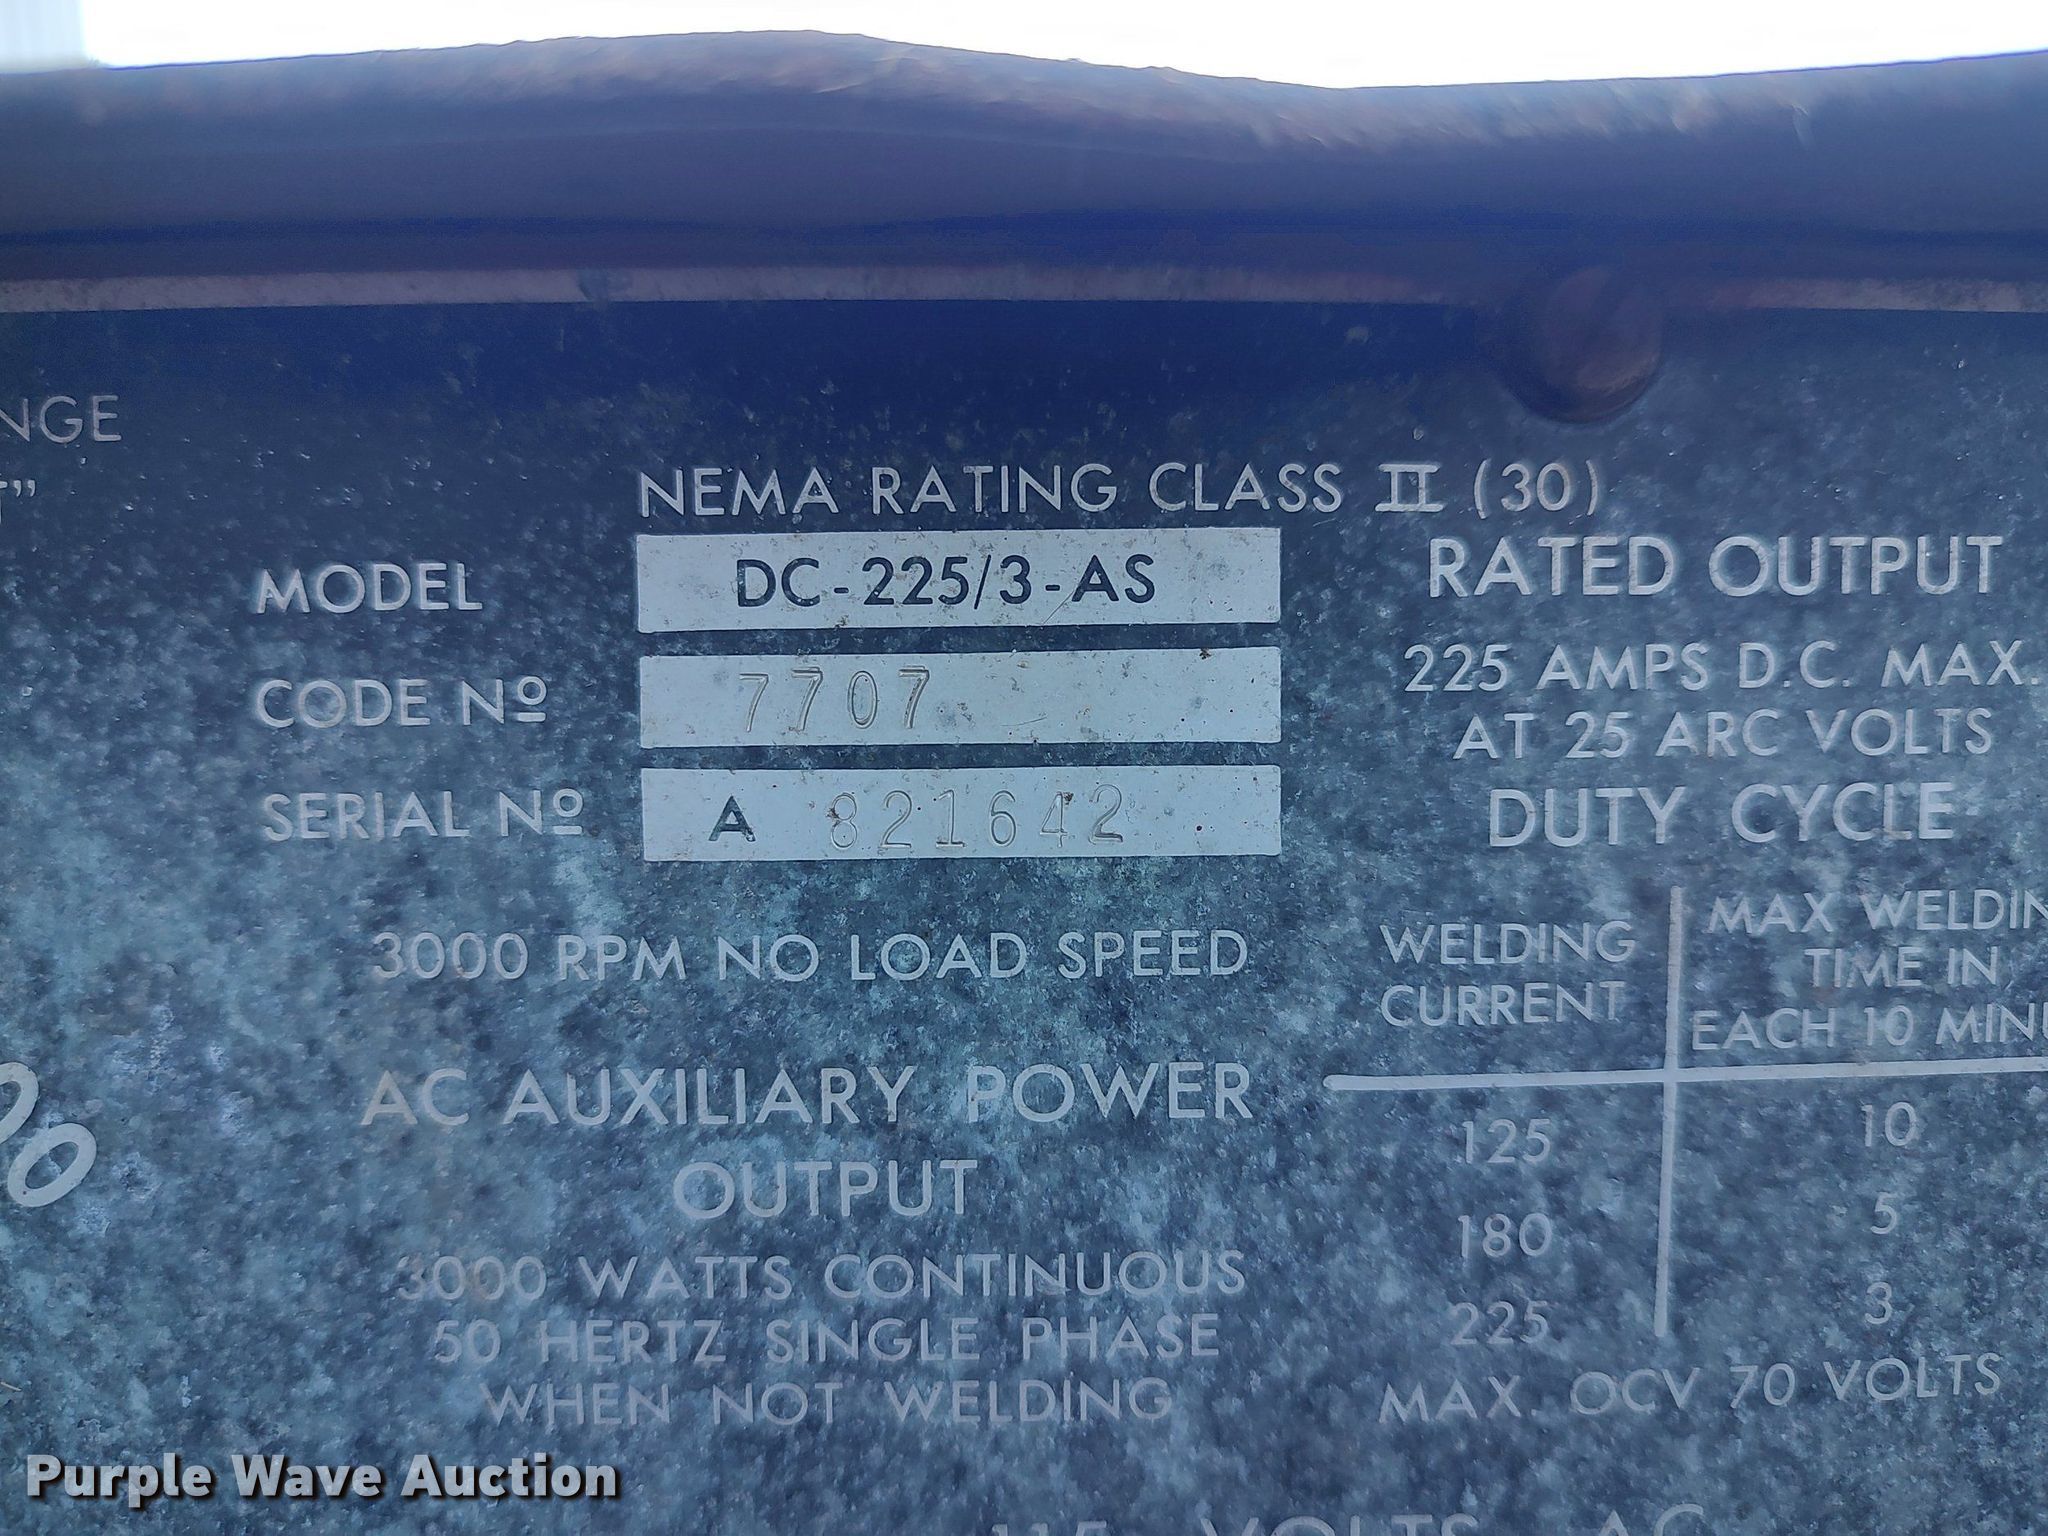 NEMA RATING CLASS II (30)
MODEL DC-225/3-AS
CODE Nº 7707
SERIAL Nº A 821642
3000 RPM NO LOAD SPEED
AC AUXILIARY POWER
OUTPUT
3000 WATTS CONTINUOUS
50 HERTZ SINGLE PHASE
WHEN NOT WELDING
RATED OUTPUT
225 AMPS D.C. MAX.
AT 25 ARC VOLTS
DUTY CYCLE
WELDING
CURRENT
MAX WELDIN
TIME IN
EACH 10 MINU
125 10
180 5
225 3
MAX. OCV 70 VOLTS
115 VOLTS AC
NGE
T"
Purple Wave Auction